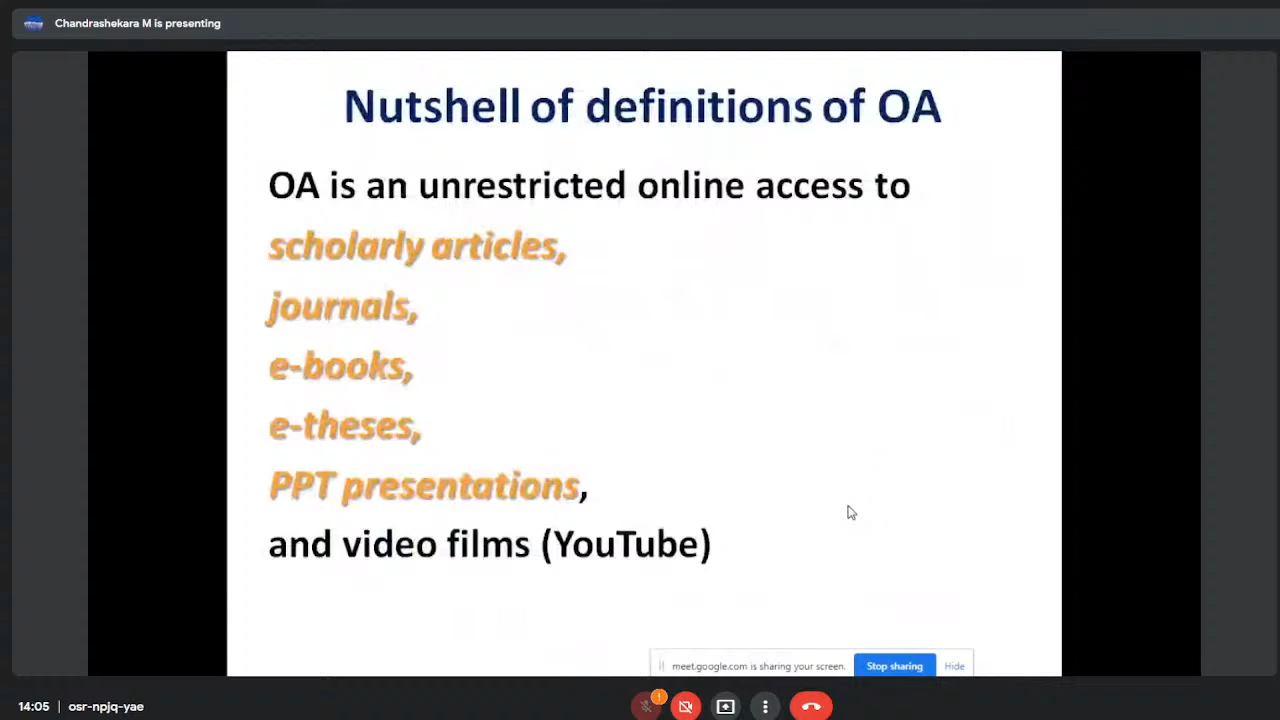 Chandrashekara M is presenting
Nutshell of definitions of OA
OA is an unrestricted online access to
scholarly articles,
journals,
e-books,
e-theses,
PPT presentations,
and video films (YouTube)
meet.google.com is sharing your screen.
Stop sharing
Hide
14:05 | osr-npjq-yae
!